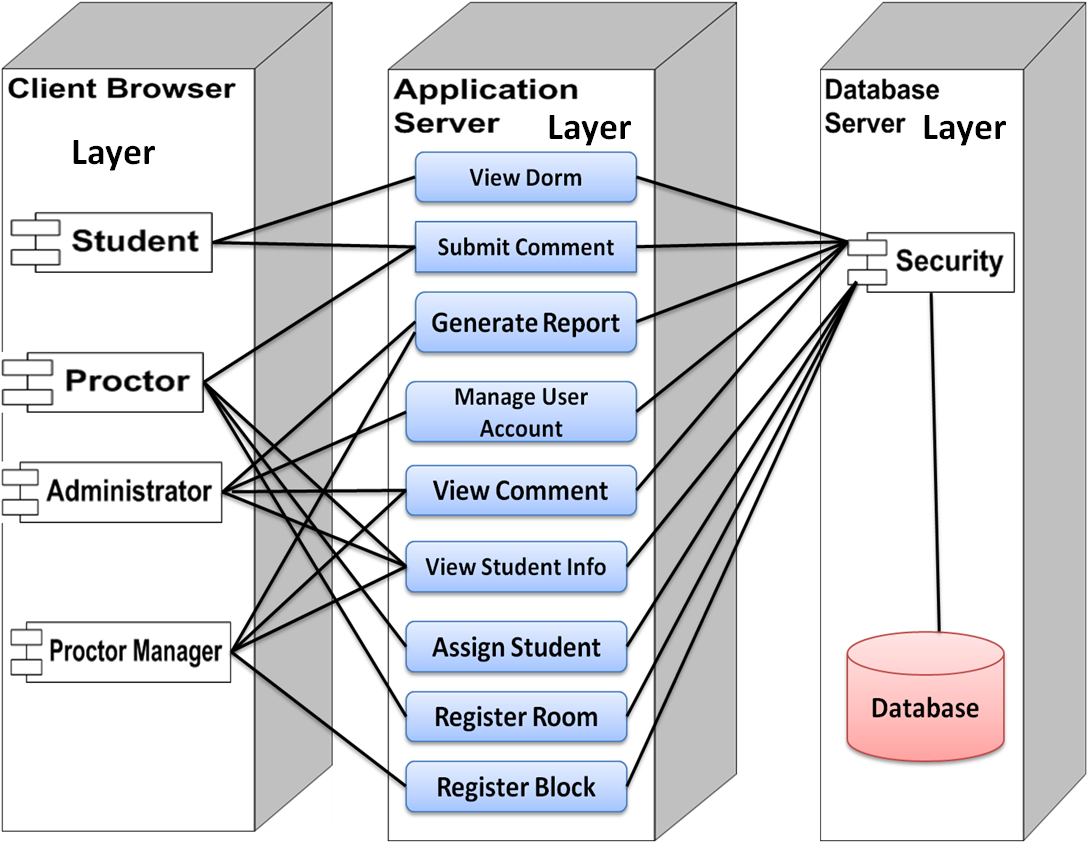 Client Browser
Layer
Student
Proctor
Administrator
Proctor Manager
Application
Server Layer
View Dorm
Submit Comment
Generate Report
Manage User
Account
View Comment
View Student Info
Assign Student
Register Room
Register Block
Database
Server Layer
Security
Database